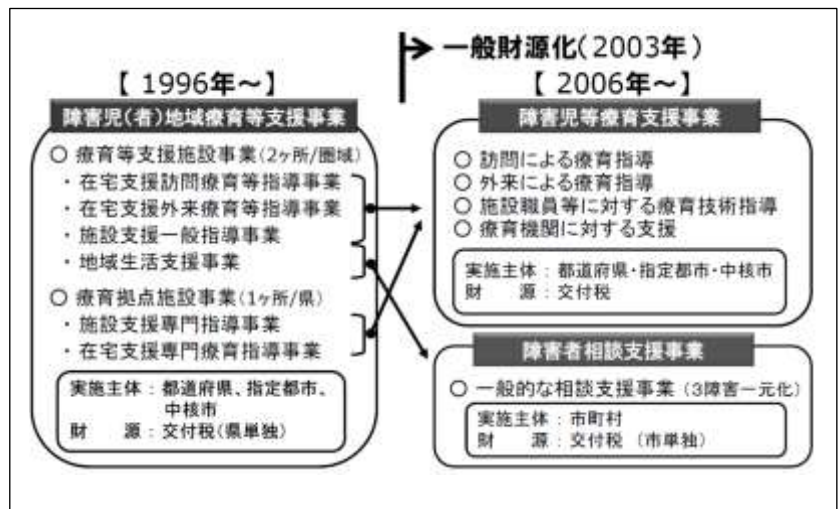 一般財源化(2003年)
【 1996年～】
障害児(者)地域療育等支援事業
○ 療育等支援施設事業(2ヶ所/圏域)
・在宅支援訪問療育等指導事業
・在宅支援外来療育等指導事業
・施設支援一般指導事業
・地域生活支援事業
○ 療育拠点施設事業(1ヶ所/県)
・施設支援専門指導事業
・在宅支援専門療育指導事業
実施主体：都道府県、指定都市、
中核市
財　　源：交付税(県単独)
【 2006年～】
障害児等療育支援事業
○ 訪問による療育指導
○ 外来による療育指導
○ 施設職員等に対する療育技術指導
○ 療育機関に対する支援
実施主体：都道府県・指定都市・中核市
財　　源：交付税
障害者相談支援事業
○ 一般的な相談支援事業 (3障害一元化)
実施主体：市町村
財　　源：交付税 (市単独)